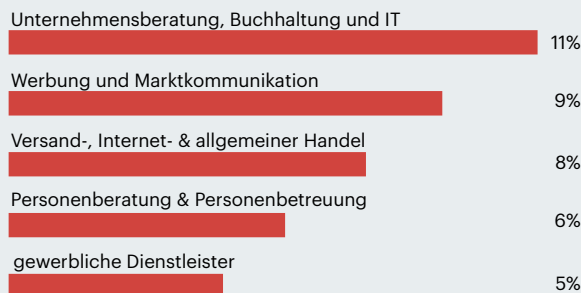 Unternehmensberatung, Buchhaltung und IT
11%
Werbung und Marktkommunikation
9%
Versand-, Internet- & allgemeiner Handel
8%
Personenberatung & Personenbetreuung
6%
gewerbliche Dienstleister
5%